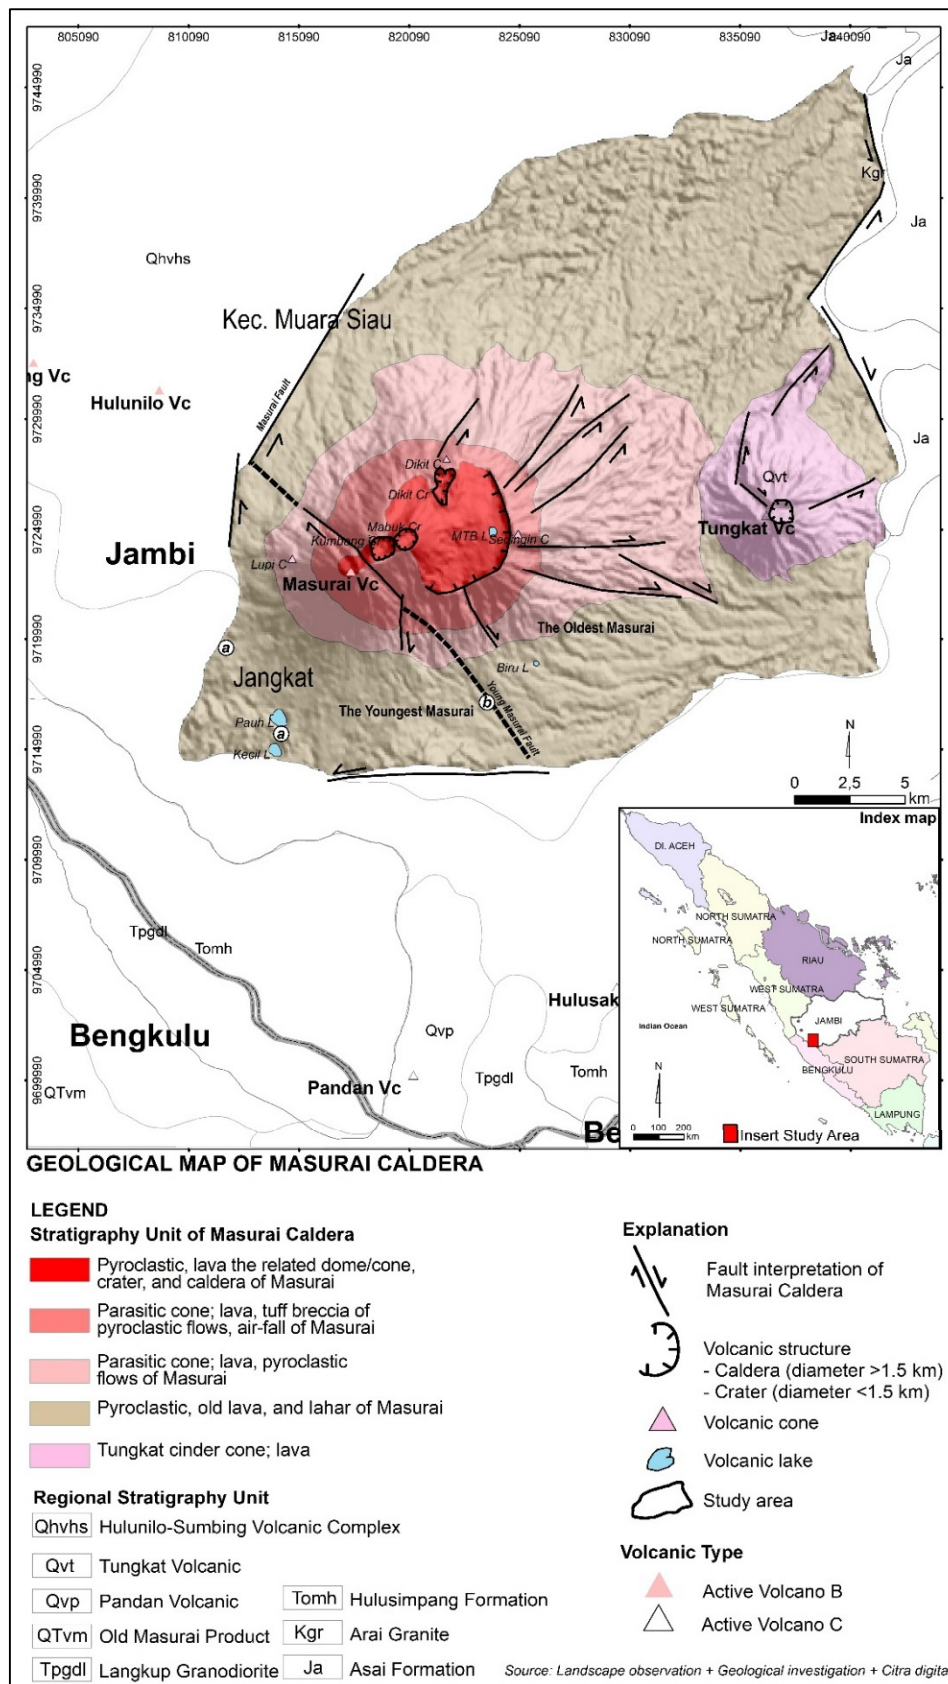 805090 810090 815090 820090 825090 830090 835090 840090
Ja
Ja
9744990
Kgr
9739990
Ja
Qhvhs
9734990
Kec. Muara Siau
ng Vc
Hulunilo Vc
Masurai Fault
9729990
Ja
Dikit C
Qvt
Dikit Cr
9724990
Mabuk Cr
MTB L
Seqingin C
Tungkat Vc
Kumbang Cr
Jambi
Lupi C
Masurai Vc
The Oldest Masurai
9719990
a
Biru L
Jangkat
The Youngest Masurai
b
Young Masurai Fault
Pauh L
a
Kecil L
9714990
N
0 2,5 5
km
Index map
9709990
DI. ACEH
NORTH SUMATRA
NORTH SUMATRA
RIAU
WEST SUMATRA
WEST SUMATRA
JAMBI
Indian Ocean
SOUTH SUMATRA
BENGKULU
LAMPUNG
N
0 100 200
km
Insert Study Area
Tpgdl
Tomh
9704990
Hulusak
Bengkulu
Qvp
Pandan Vc
Tpgdl
Tomh
9699990
QTvm
Be
GEOLOGICAL MAP OF MASURAI CALDERA
LEGEND
Stratigraphy Unit of Masurai Caldera
Pyroclastic, lava the related dome/cone,
crater, and caldera of Masurai
Parasitic cone; lava, tuff breccia of
pyroclastic flows, air-fall of Masurai
Parasitic cone; lava, pyroclastic
flows of Masurai
Pyroclastic, old lava, and lahar of Masurai
Tungkat cinder cone; lava
Regional Stratigraphy Unit
Qhvhs Hulunilo-Sumbing Volcanic Complex
Qvt Tungkat Volcanic
Qvp Pandan Volcanic
QTvm Old Masurai Product
Tpgdl Langkup Granodiorite
Tomh Hulusimpang Formation
Kgr Arai Granite
Ja Asai Formation
Explanation
Fault interpretation of
Masurai Caldera
Volcanic structure
- Caldera (diameter >1.5 km)
- Crater (diameter <1.5 km)
Volcanic cone
Volcanic lake
Study area
Volcanic Type
Active Volcano B
Active Volcano C
Source: Landscape observation + Geological investigation + Citra digita